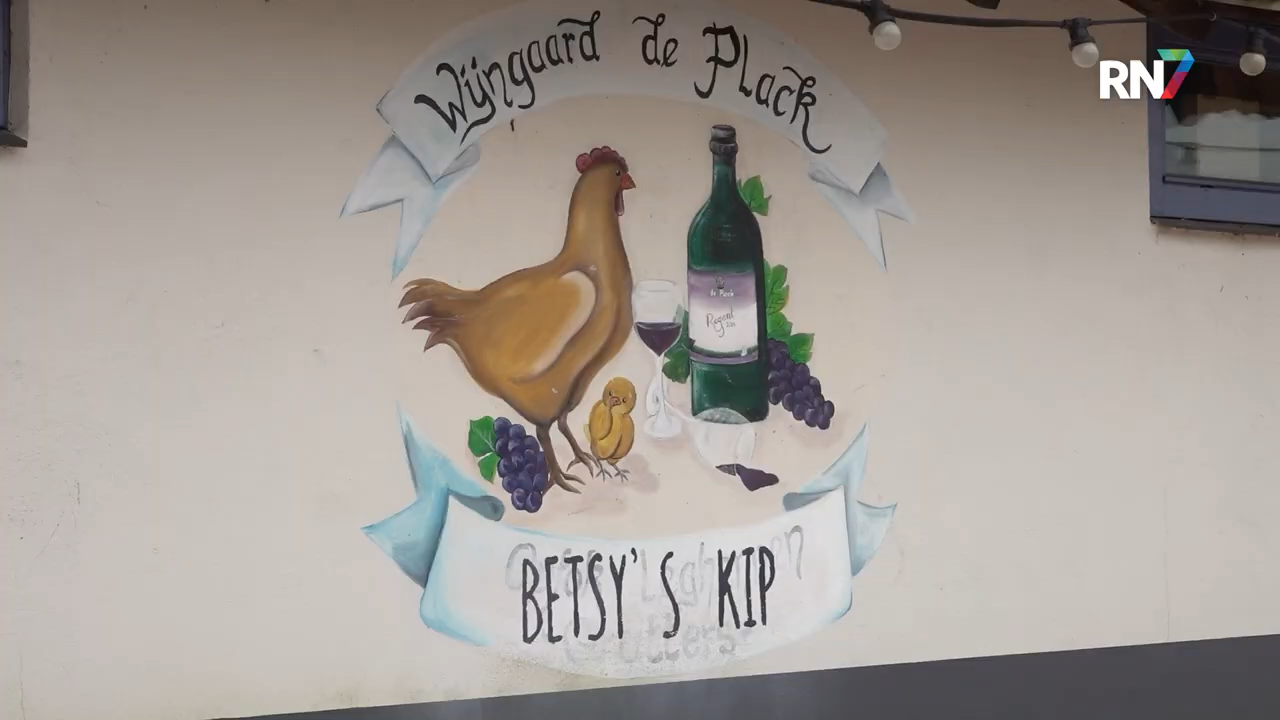 Wijngaard de Plack
RN7
de Plack
Regent
BETSY'S KIP